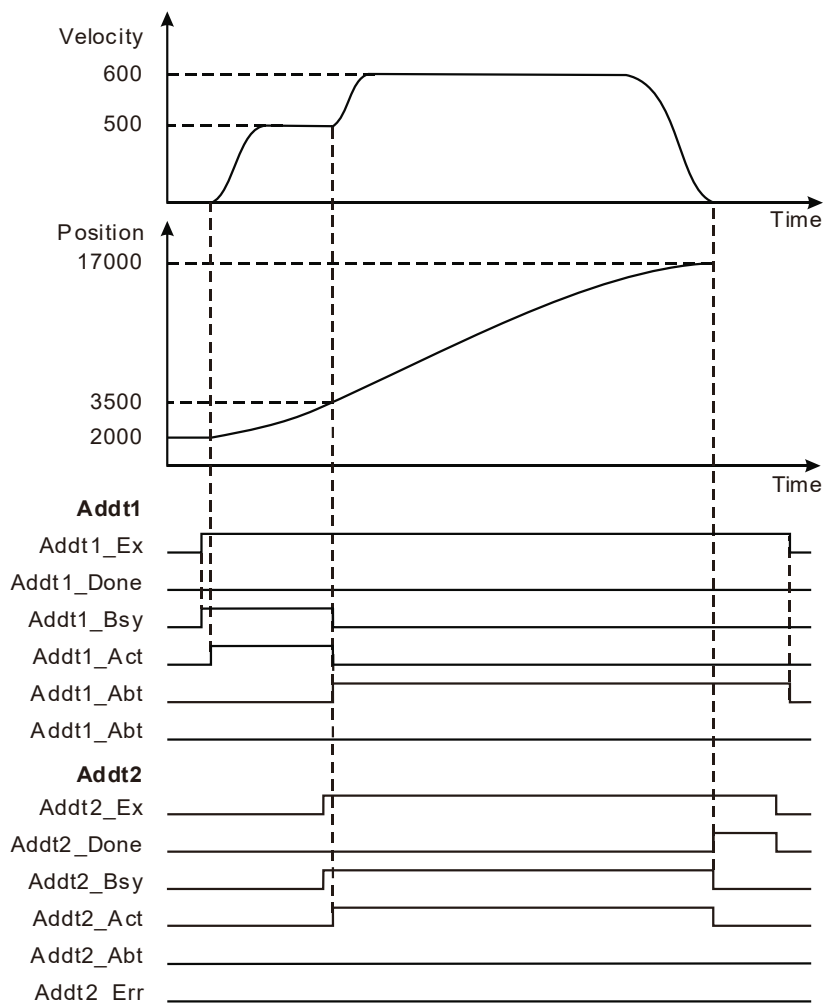 Velocity
600
500
Time
Position
17000
3500
2000
Time
Addt1
Addt1_Ex
Addt1_Done
Addt1_Bsy
Addt1_Act
Addt1_Abt
Addt1_Abt
Addt2
Addt2_Ex
Addt2_Done
Addt2_Bsy
Addt2_Act
Addt2_Abt
Addt2_Err